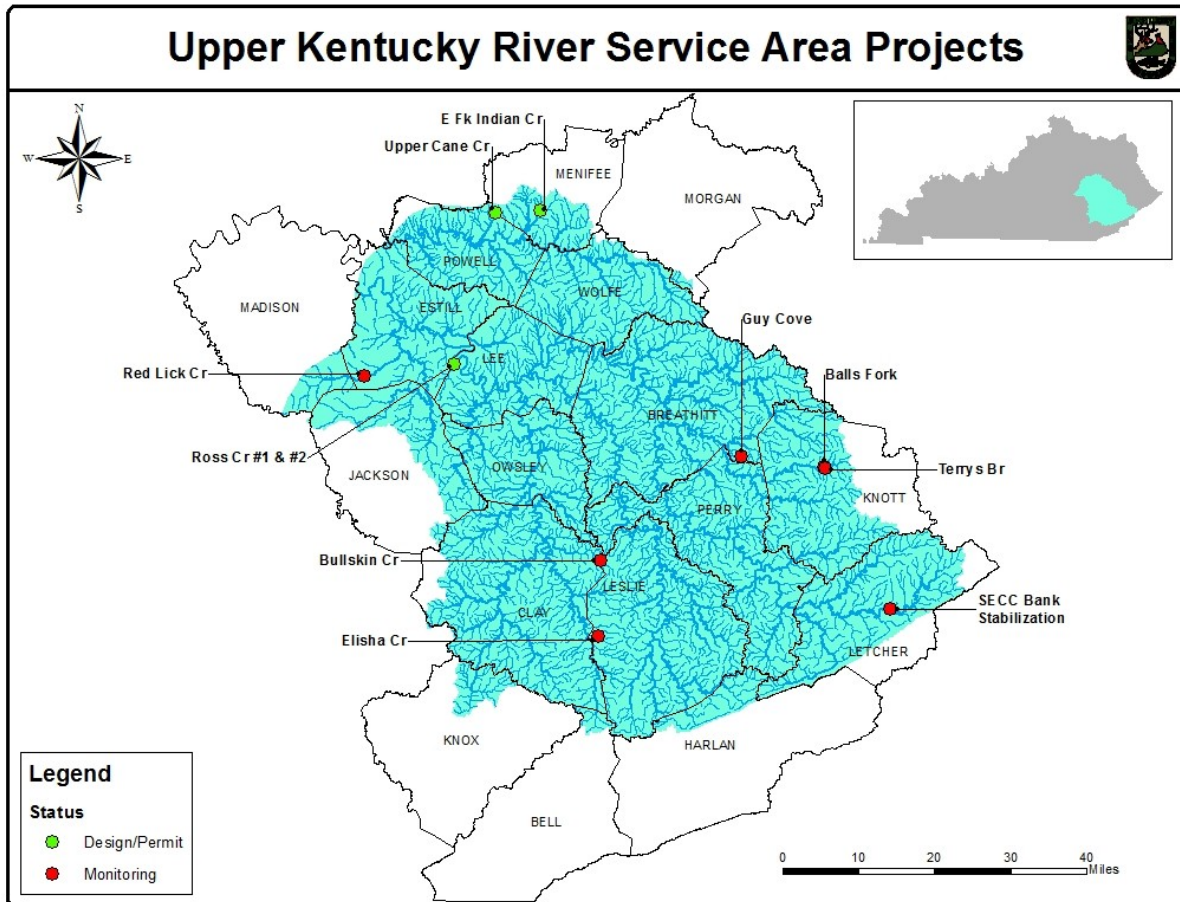 Upper Kentucky River Service Area Projects
N
W
E
S
E Fk Indian Cr
Upper Cane Cr
MENIFEE
MORGAN
POWELL
WOLFE
MADISON
ESTILL
Guy Cove
LEE
Red Lick Cr
Balls Fork
BREATHITT
Ross Cr #1 & #2
OWSLEY
JACKSON
Terrys Br
KNOTT
PERRY
Bullskin Cr
LESLIE
CLAY
SECC Bank
Stabilization
Elisha Cr
LETCHER
KNOX
HARLAN
BELL
Legend
Status
Design/Permit
Monitoring
0 10 20 30 40
Miles